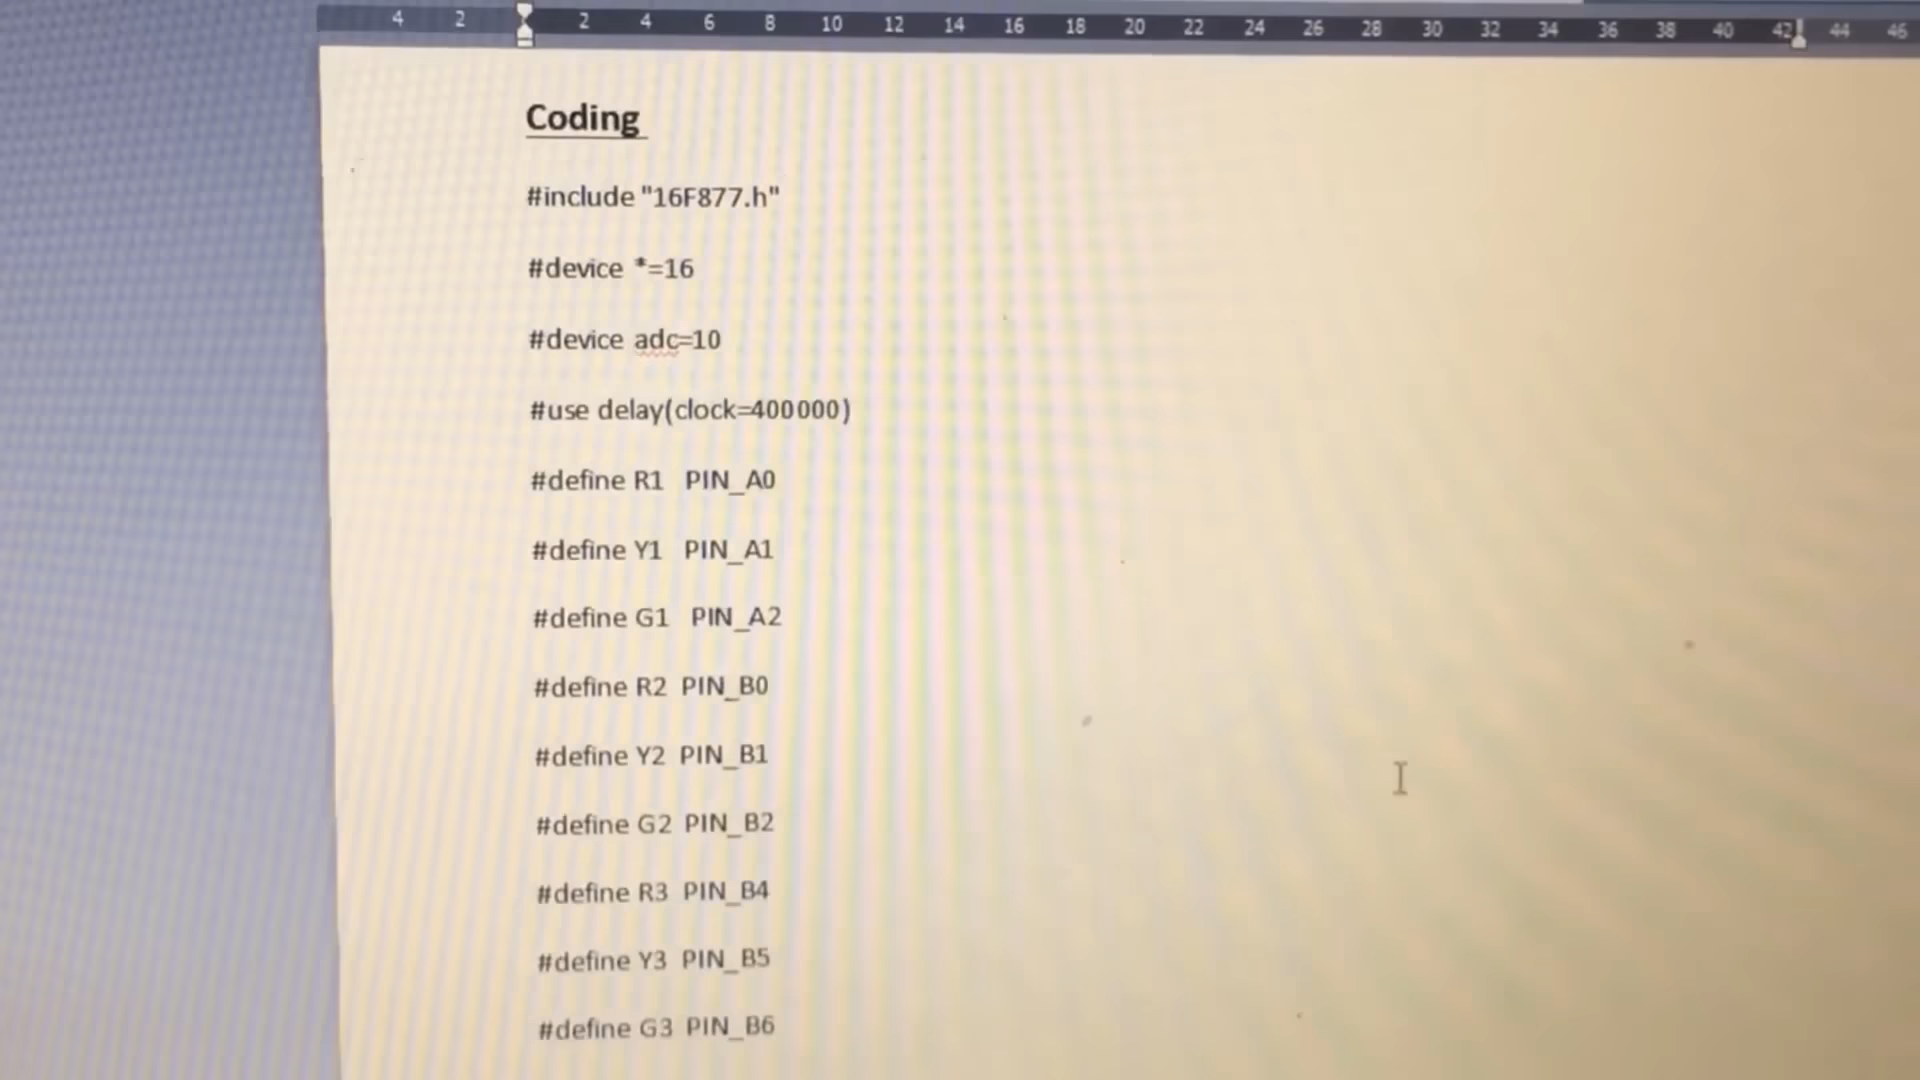 4 2 2 4 6 8 10 12 14 16 18 20 22 24 26 28 30 32 34 36 38 40 42 44 46
Coding
#include "16F877.h"
#device *=16
#device adc=10
#use delay(clock=400000)
#define R1 PIN_A0
#define Y1 PIN_A1
#define G1 PIN_A2
#define R2 PIN_B0
#define Y2 PIN_B1
#define G2 PIN_B2
#define R3 PIN_B4
#define Y3 PIN_B5
#define G3 PIN_B6